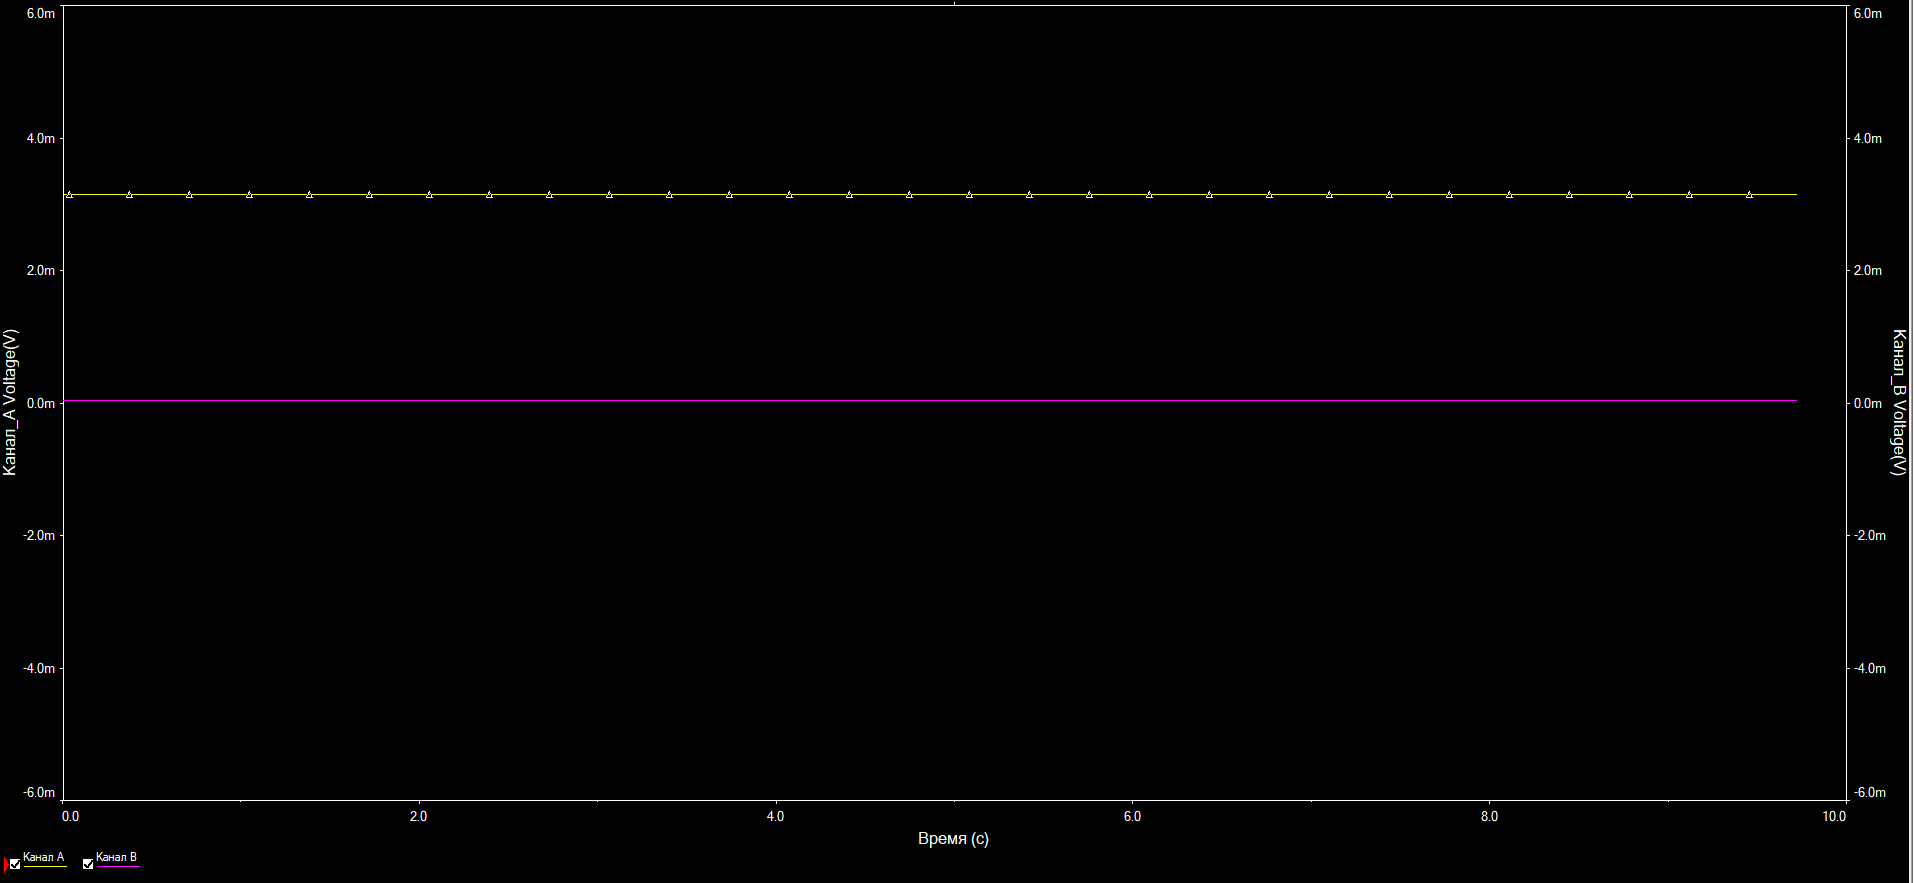 6.0m
6.0m
4.0m
4.0m
2.0m
2.0m
Канал_A Voltage(V)
Канал_B Voltage(V)
0.0m
0.0m
-2.0m
-2.0m
-4.0m
-4.0m
-6.0m
-6.0m
0.0
2.0
4.0
6.0
8.0
10.0
Время (с)
Канал A
Канал B